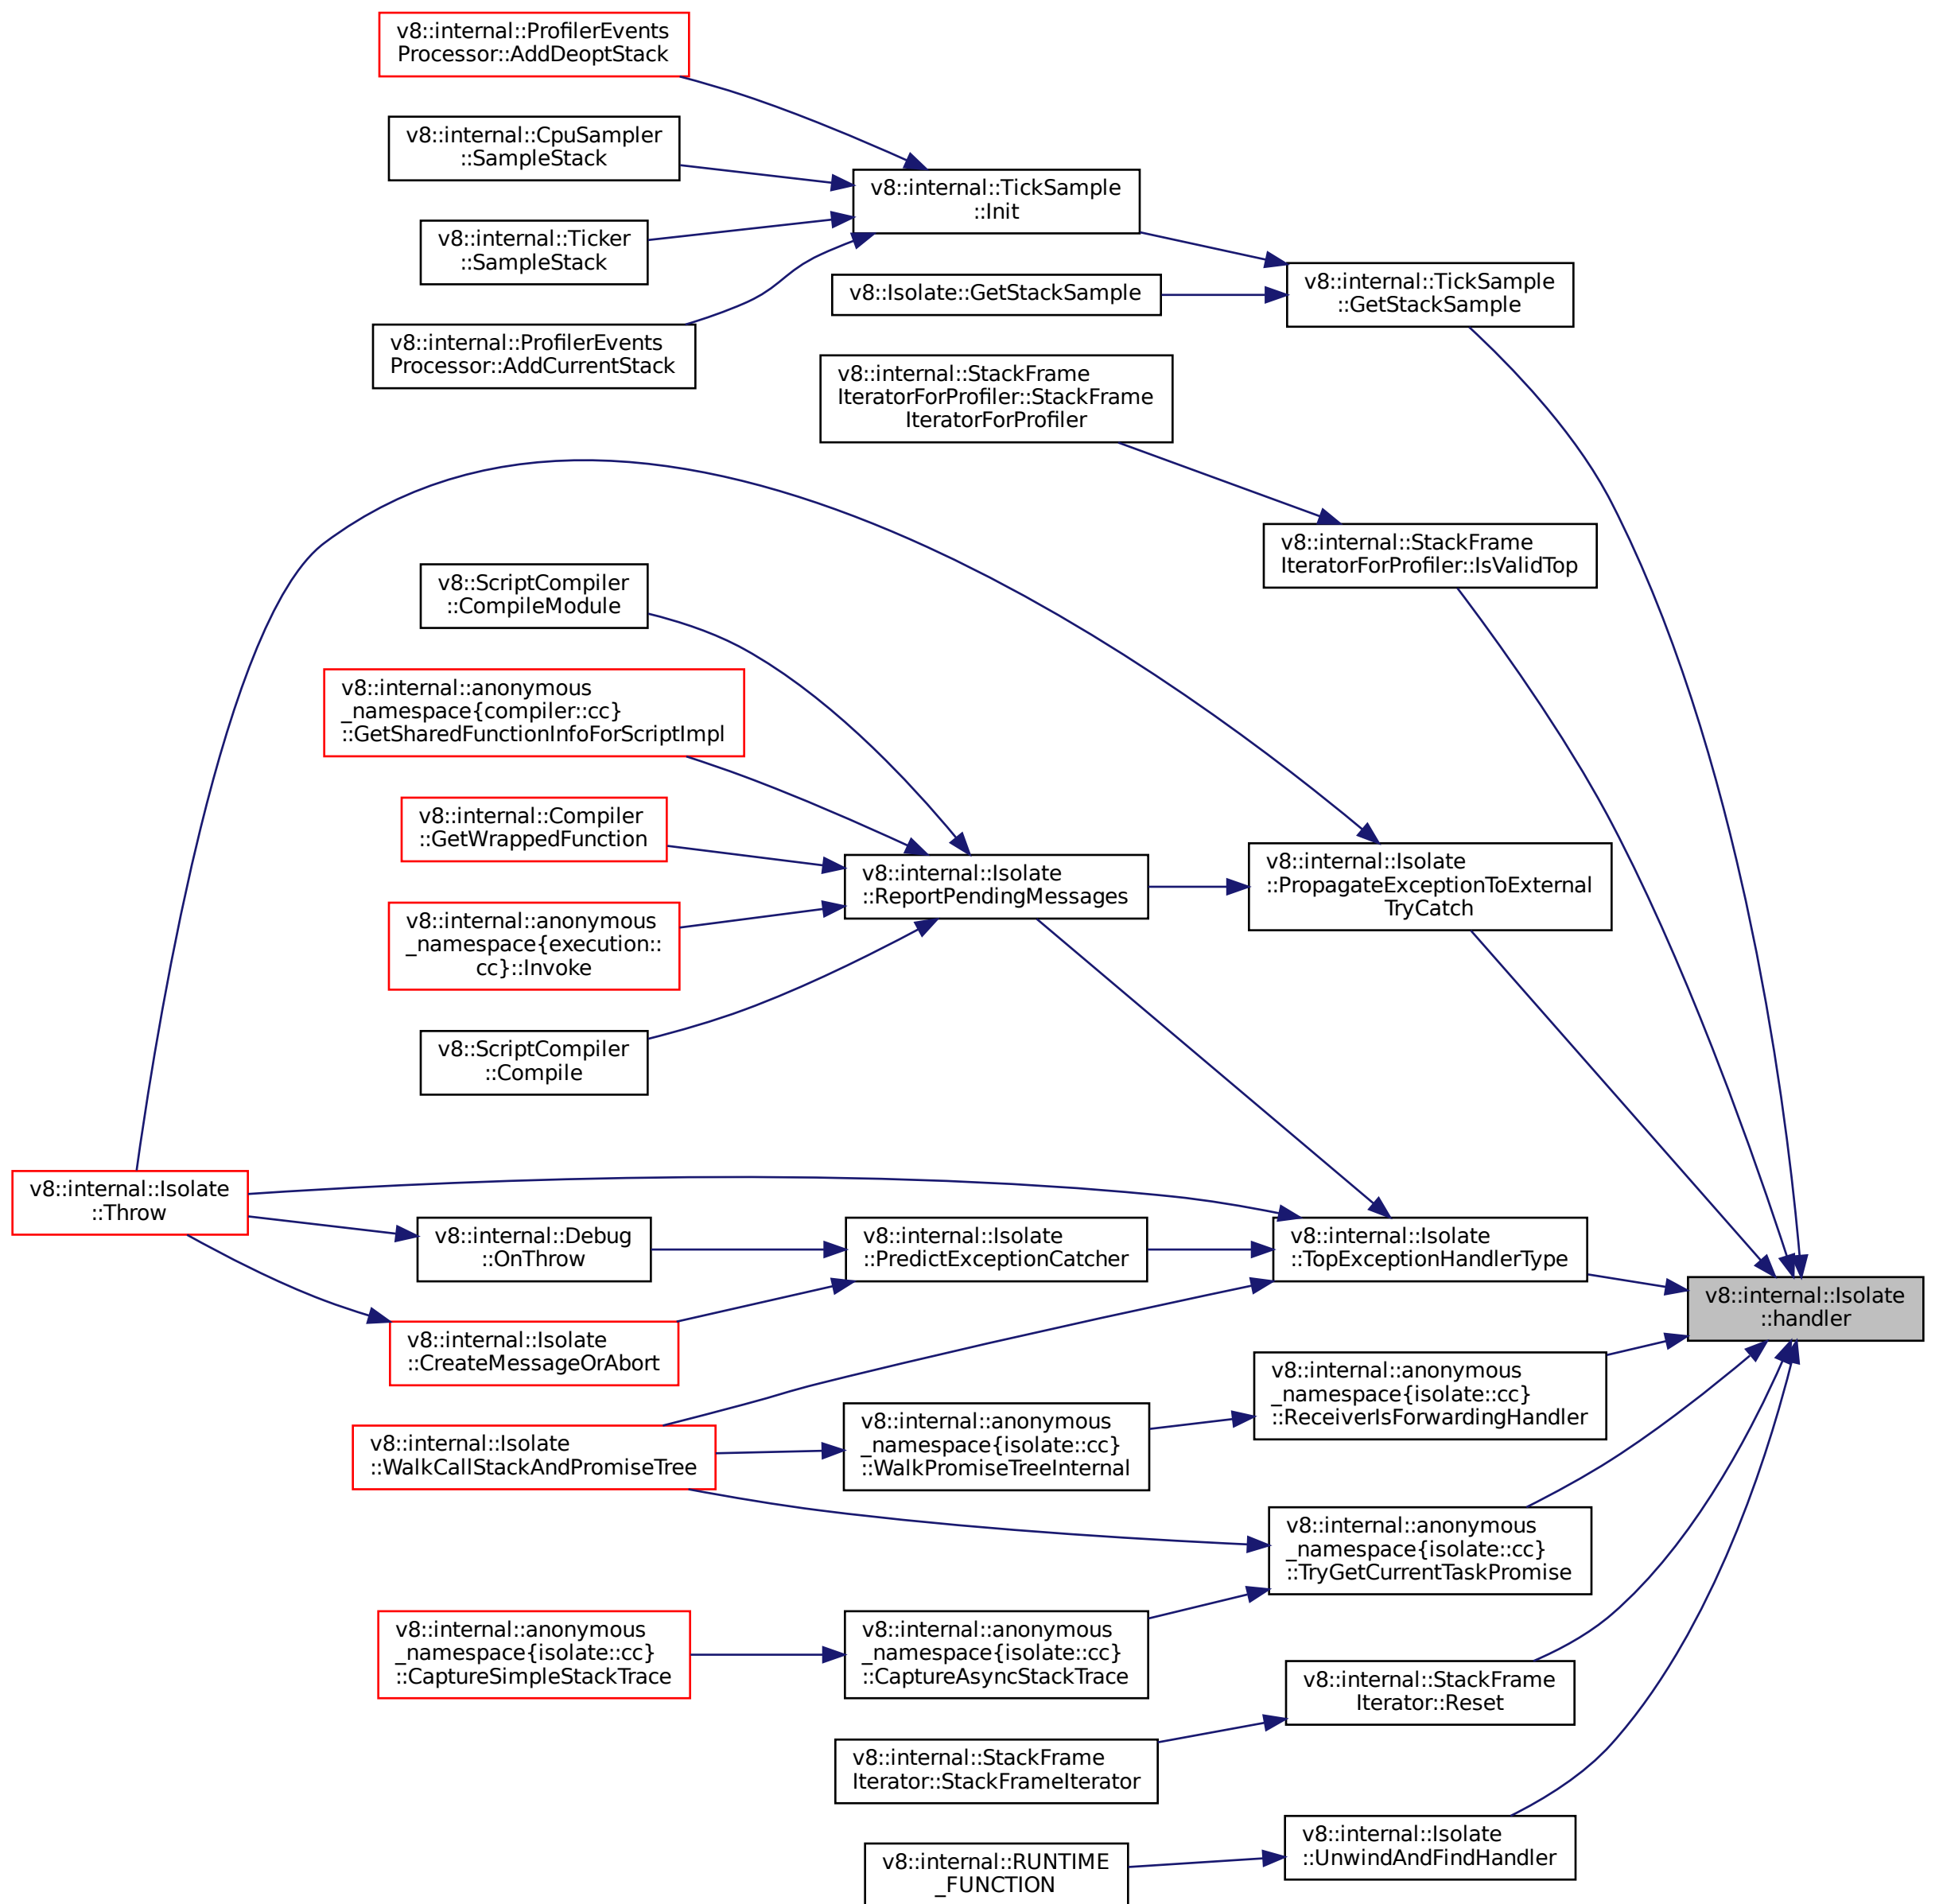 v8::internal::ProfilerEvents
Processor::AddDeoptStack
v8::internal::CpuSampler
::SampleStack
v8::internal::TickSample
::Init
v8::internal::Ticker
::SampleStack
v8::internal::TickSample
::GetStackSample
v8::Isolate::GetStackSample
v8::internal::ProfilerEvents
Processor::AddCurrentStack
v8::internal::StackFrame
IteratorForProfiler::StackFrame
IteratorForProfiler
v8::internal::StackFrame
IteratorForProfiler::IsValidTop
v8::ScriptCompiler
::CompileModule
v8::internal::anonymous
_namespace{compiler::cc}
::GetSharedFunctionInfoForScriptImpl
v8::internal::Compiler
::GetWrappedFunction
v8::internal::Isolate
::ReportPendingMessages
v8::internal::Isolate
::PropagateExceptionToExternal
TryCatch
v8::internal::anonymous
_namespace{execution::
cc}::Invoke
v8::ScriptCompiler
::Compile
v8::internal::Isolate
::Throw
v8::internal::Debug
::OnThrow
v8::internal::Isolate
::PredictExceptionCatcher
v8::internal::Isolate
::TopExceptionHandlerType
v8::internal::Isolate
::handler
v8::internal::Isolate
::CreateMessageOrAbort
v8::internal::anonymous
_namespace{isolate::cc}
::ReceiverIsForwardingHandler
v8::internal::Isolate
::WalkCallStackAndPromiseTree
v8::internal::anonymous
_namespace{isolate::cc}
::WalkPromiseTreeInternal
v8::internal::anonymous
_namespace{isolate::cc}
::TryGetCurrentTaskPromise
v8::internal::anonymous
_namespace{isolate::cc}
::CaptureSimpleStackTrace
v8::internal::anonymous
_namespace{isolate::cc}
::CaptureAsyncStackTrace
v8::internal::StackFrame
Iterator::Reset
v8::internal::StackFrame
Iterator::StackFrameIterator
v8::internal::Isolate
::UnwindAndFindHandler
v8::internal::RUNTIME
_FUNCTION